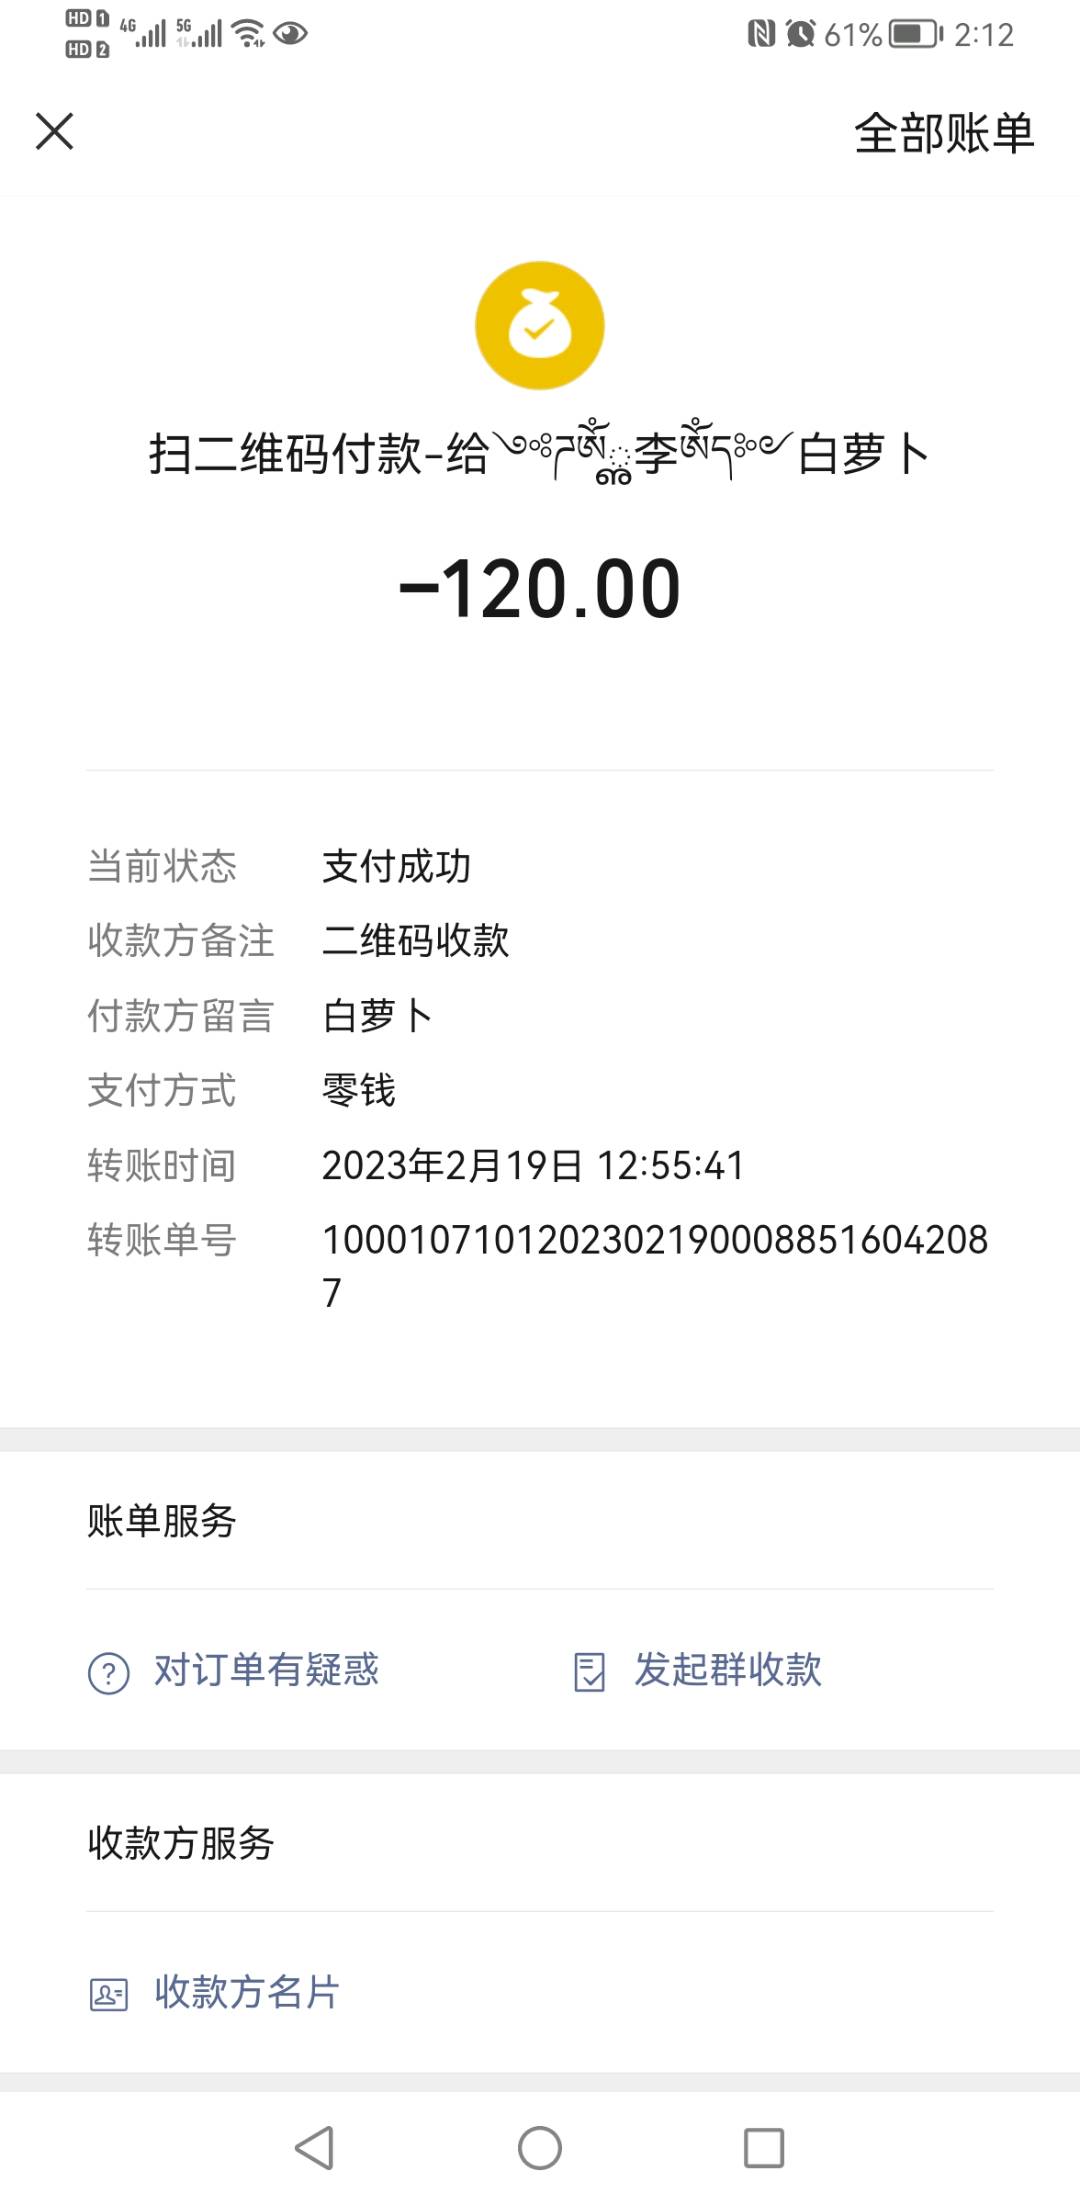 HD 1 4G 5G 61% 2:12
HD 2
全部账单
扫二维码付款-给李白萝卜
-120.00
当前状态 支付成功
收款方备注 二维码收款
付款方留言 白萝卜
支付方式 零钱
转账时间 2023年2月19日 12:55:41
转账单号 1000107101202302190008851604208
7
账单服务
对订单有疑惑 发起群收款
收款方服务
收款方名片